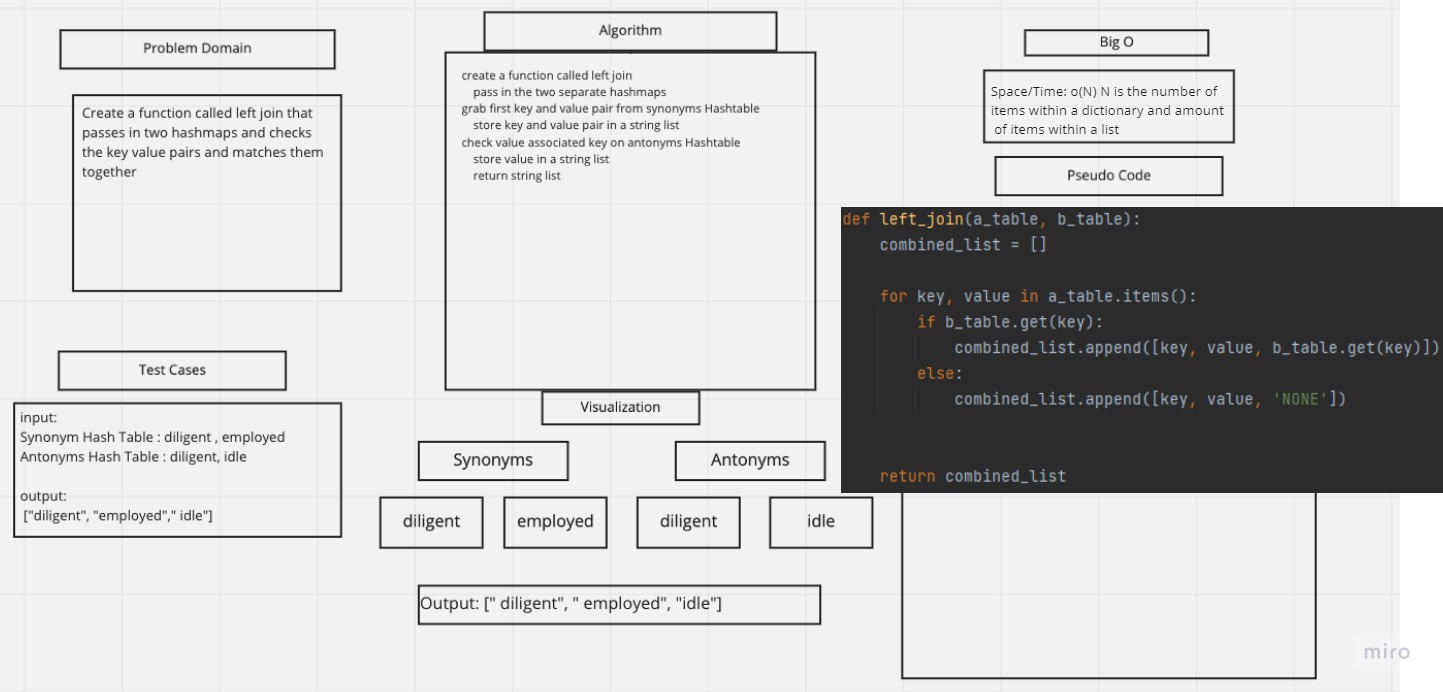 Problem Domain
Create a function called left join that
passes in two hashmaps and checks
the key value pairs and matches them
together
Test Cases
input:
Synonym Hash Table : diligent , employed
Antonyms Hash Table : diligent, idle
output:
["diligent", "employed"," idle"]
Algorithm
create a function called left join
pass in the two separate hashmaps
grab first key and value pair from synonyms Hashtable
store key and value pair in a string list
check value associated key on antonyms Hashtable
store value in a string list
return string list
Visualization
Synonyms
Antonyms
diligent
employed
diligent
idle
Output: [" diligent", " employed", "idle"]
Big O
Space/Time: o(N) N is the number of
items within a dictionary and amount
of items within a list
Pseudo Code
def left_join(a_table, b_table):
combined_list = []
for key, value in a_table.items():
if b_table.get(key):
combined_list.append([key, value, b_table.get(key)])
else:
combined_list.append([key, value, 'NONE'])
return combined_list
miro